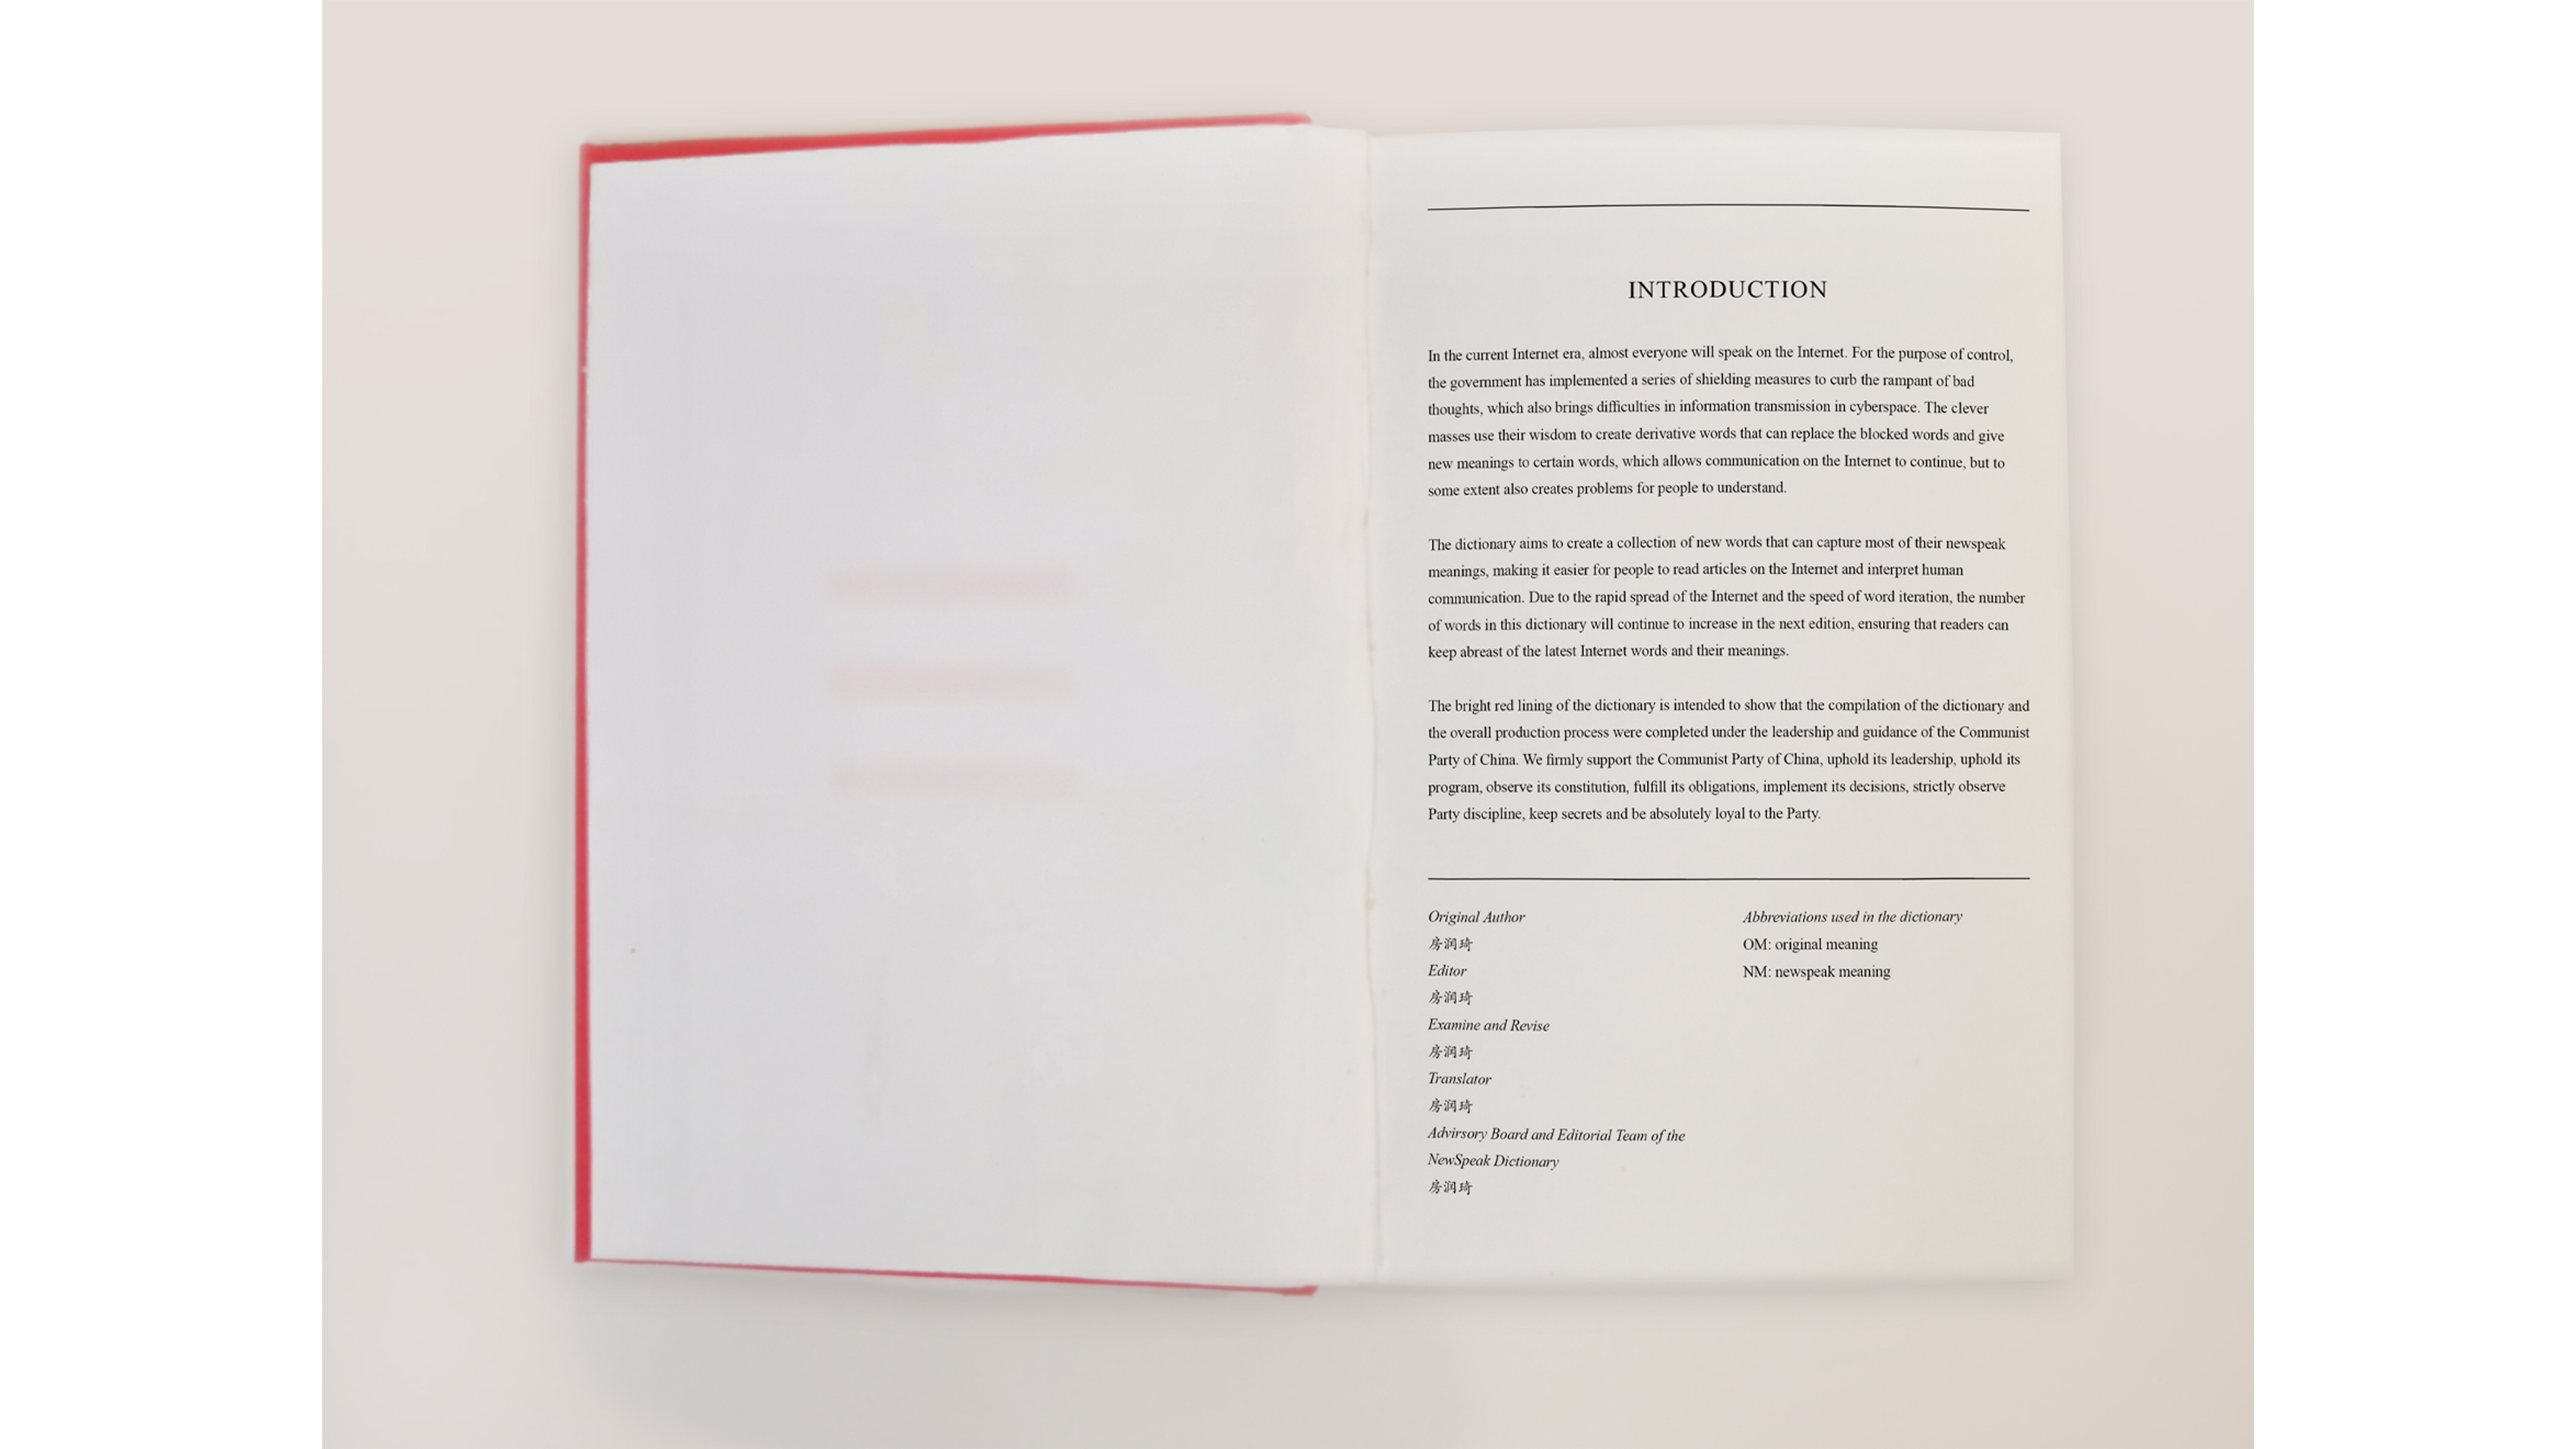 INTRODUCTION
In the current Internet era, almost everyone will speak on the Internet. For the purpose of control,
the government has implemented a series of shielding measures to curb the rampant of bad
thoughts, which also brings difficulties in information transmission in cyberspace. The clever
masses use their wisdom to create derivative words that can replace the blocked words and give
new meanings to certain words, which allows communication on the Internet to continue, but to
some extent also creates problems for people to understand.
The dictionary aims to create a collection of new words that can capture most of their newspeak
meanings, making it easier for people to read articles on the Internet and interpret human
communication. Due to the rapid spread of the Internet and the speed of word iteration, the number
of words in this dictionary will continue to increase in the next edition, ensuring that readers can
keep abreast of the latest Internet words and their meanings.
The bright red lining of the dictionary is intended to show that the compilation of the dictionary and
the overall production process were completed under the leadership and guidance of the Communist
Party of China. We firmly support the Communist Party of China, uphold its leadership, uphold its
program, observe its constitution, fulfill its obligations, implement its decisions, strictly observe
Party discipline, keep secrets and be absolutely loyal to the Party.
Original Author
房润琦
Editor
房润琦
Examine and Revise
房润琦
Translator
房润琦
Advirsory Board and Editorial Team of the
NewSpeak Dictionary
房润琦
Abbreviations used in the dictionary
OM: original meaning
NM: newspeak meaning